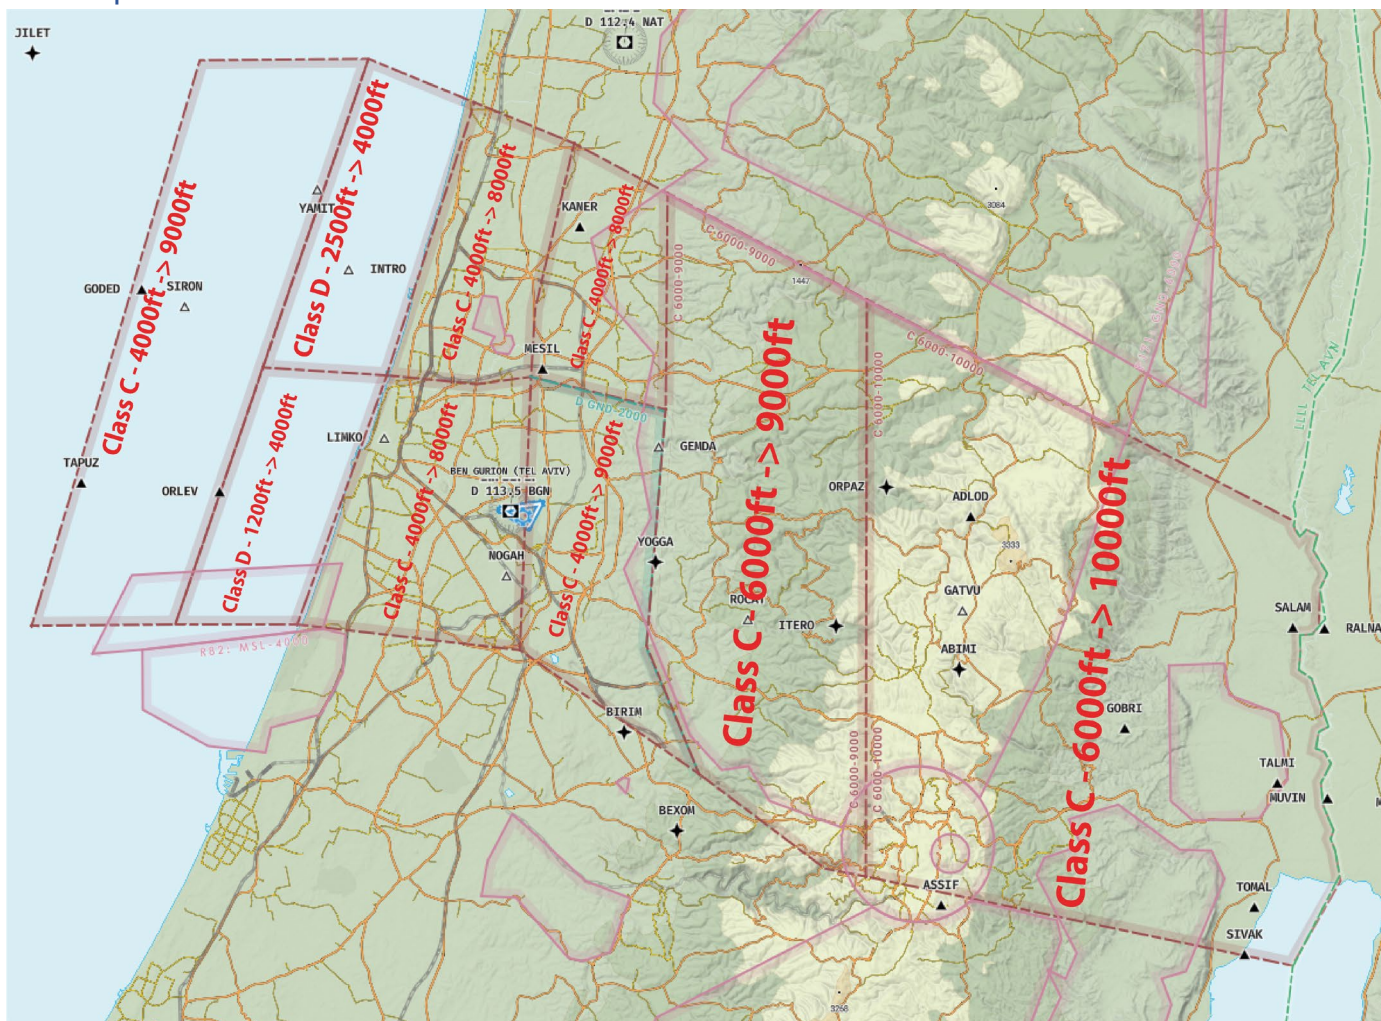 D 112.4 NAT
JILET
YAMIT
KANER
INTRO
GODED
SIRON
MESIL
LIMKO
GEMDA
TAPUZ
ORLEV
BEN GURION (TEL AVIV)
D 113.5 BGN
NOGAH
YOGGA
ORPAZ
ADLOD
GATVU
ITERO
ABIMI
SALAM
RALNA
BIRIM
GOBRI
TALMI
MUVIN
BEXOM
ASSIF
TOMAL
SIVAK
Class C - 4000ft -> 9000ft
Class D - 2500ft -> 4000ft
Class C - 4000ft -> 8000ft
Class C - 4000ft -> 8000ft
Class D - 1200ft -> 4000ft
Class C - 4000ft -> 8000ft
Class C - 4000ft -> 9000ft
Class C - 6000ft -> 9000ft
Class C - 6000ft -> 10000ft
C 6000-9000
C 6000-9000
C 6000-10000
C 6000-10000
C 6000-9000
C 6000-10000
D GND-2000
LLLL TEL AVIV
3084
1447
3333
3268